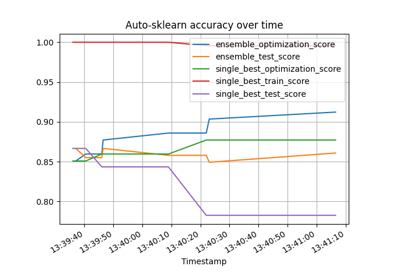 Auto-sklearn accuracy over time
1.00
0.95
0.90
0.85
0.80
ensemble_optimization_score
ensemble_test_score
single_best_optimization_score
single_best_train_score
single_best_test_score
13:39:40
13:39:50
13:40:00
13:40:10
13:40:20
13:40:30
13:40:40
13:40:50
13:41:00
13:41:10
Timestamp